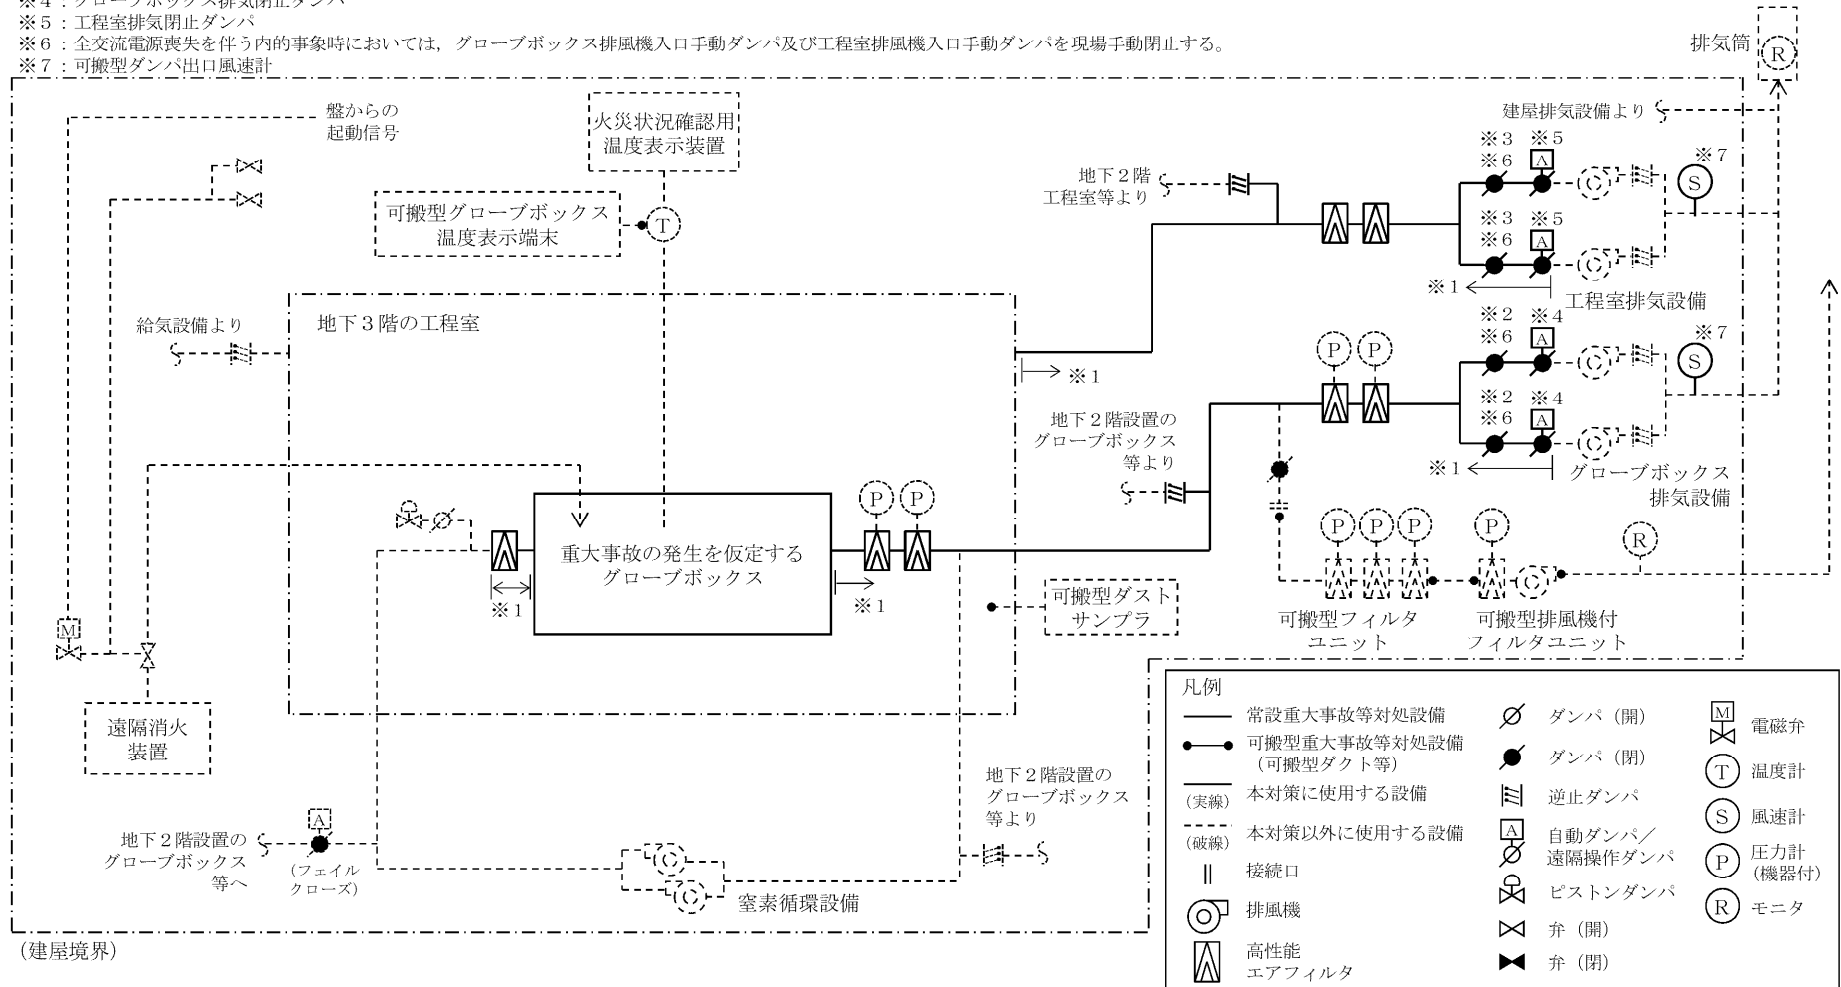 ※4：グローブボックス排気閉止ダンパ
※5：工程室排気閉止ダンパ
※6：全交流電源喪失を伴う内的事象時においては，グローブボックス排風機入口手動ダンパ及び工程室排風機入口手動ダンパを現場手動閉止する。
※7：可搬型ダンパ出口風速計
排気筒
R
盤からの
起動信号
火災状況確認用
温度表示装置
可搬型グローブボックス
温度表示端末
T
建屋排気設備より
※3 ※5
※6 A
※7
S
地下２階
工程室等より
※3 ※5
※6 A
※1
工程室排気設備
給気設備より
地下３階の工程室
※1
P P
※2 ※4
※6 A
※7
S
※2 ※4
※6 A
※1
グローブボックス
排気設備
地下２階設置の
グローブボックス
等より
重大事故の発生を仮定する
グローブボックス
P P
※1
※1
P P P P
R
可搬型フィルタ
ユニット
可搬型排風機付
フィルタユニット
可搬型ダスト
サンプラ
M
遠隔消火
装置
A
地下２階設置の
グローブボックス
等へ
（フェイル
クローズ）
窒素循環設備
地下２階設置の
グローブボックス
等より
（建屋境界）
凡例
常設重大事故等対処設備
可搬型重大事故等対処設備
（可搬型ダクト等）
（実線） 本対策に使用する設備
（破線） 本対策以外に使用する設備
接続口
排風機
高性能
エアフィルタ
ダンパ（開）
ダンパ（閉）
逆止ダンパ
A 自動ダンパ／
遠隔操作ダンパ
ピストンダンパ
弁（開）
弁（閉）
M 電磁弁
T 温度計
S 風速計
P 圧力計
（機器付）
R モニタ